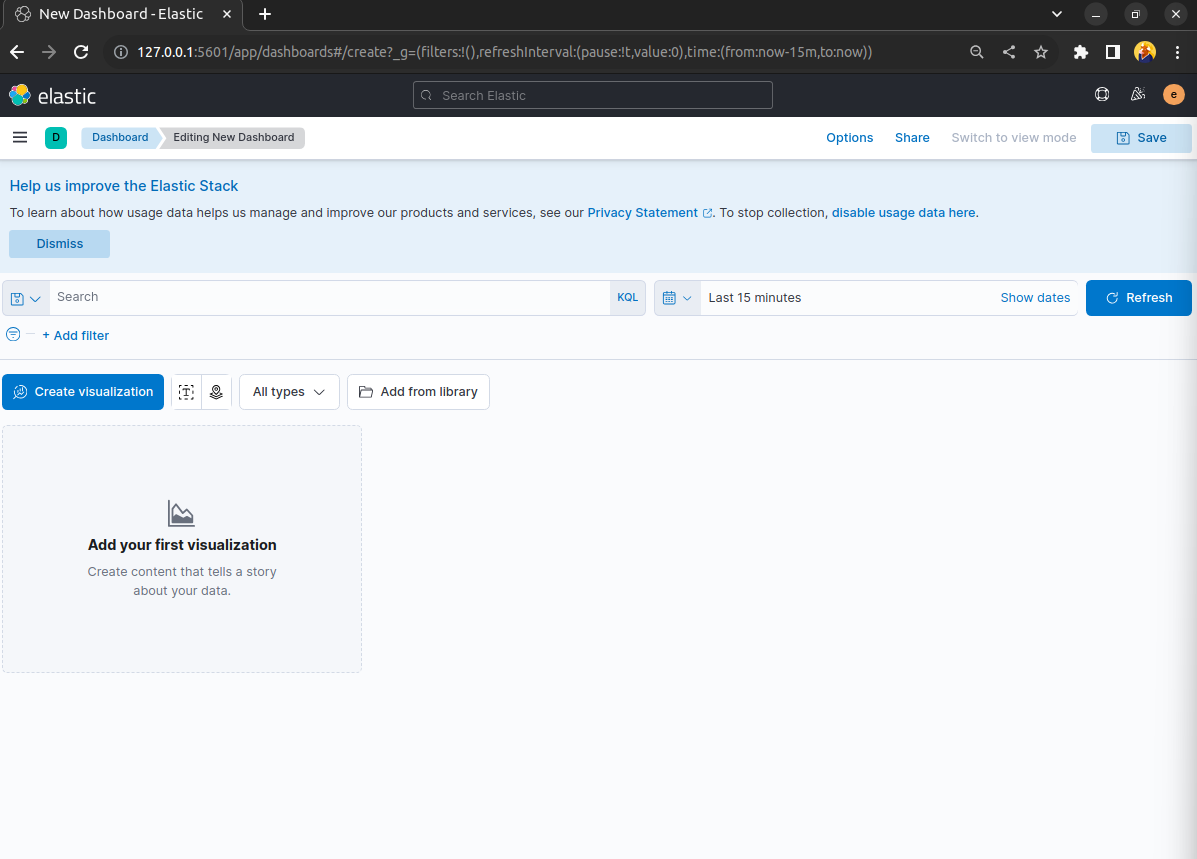 New Dashboard - Elastic
127.0.0.1:5601/app/dashboards#/create?_g=(filters:!(),refreshInterval:(pause:!t,value:0),time:(from:now-15m,to:now))
elastic
Search Elastic
e
D
Dashboard
Editing New Dashboard
Options
Share
Switch to view mode
Save
Help us improve the Elastic Stack
To learn about how usage data helps us manage and improve our products and services, see our Privacy Statement. To stop collection, disable usage data here.
Dismiss
Search
KQL
Last 15 minutes
Show dates
Refresh
+ Add filter
Create visualization
T
All types
Add from library
Add your first visualization
Create content that tells a story
about your data.